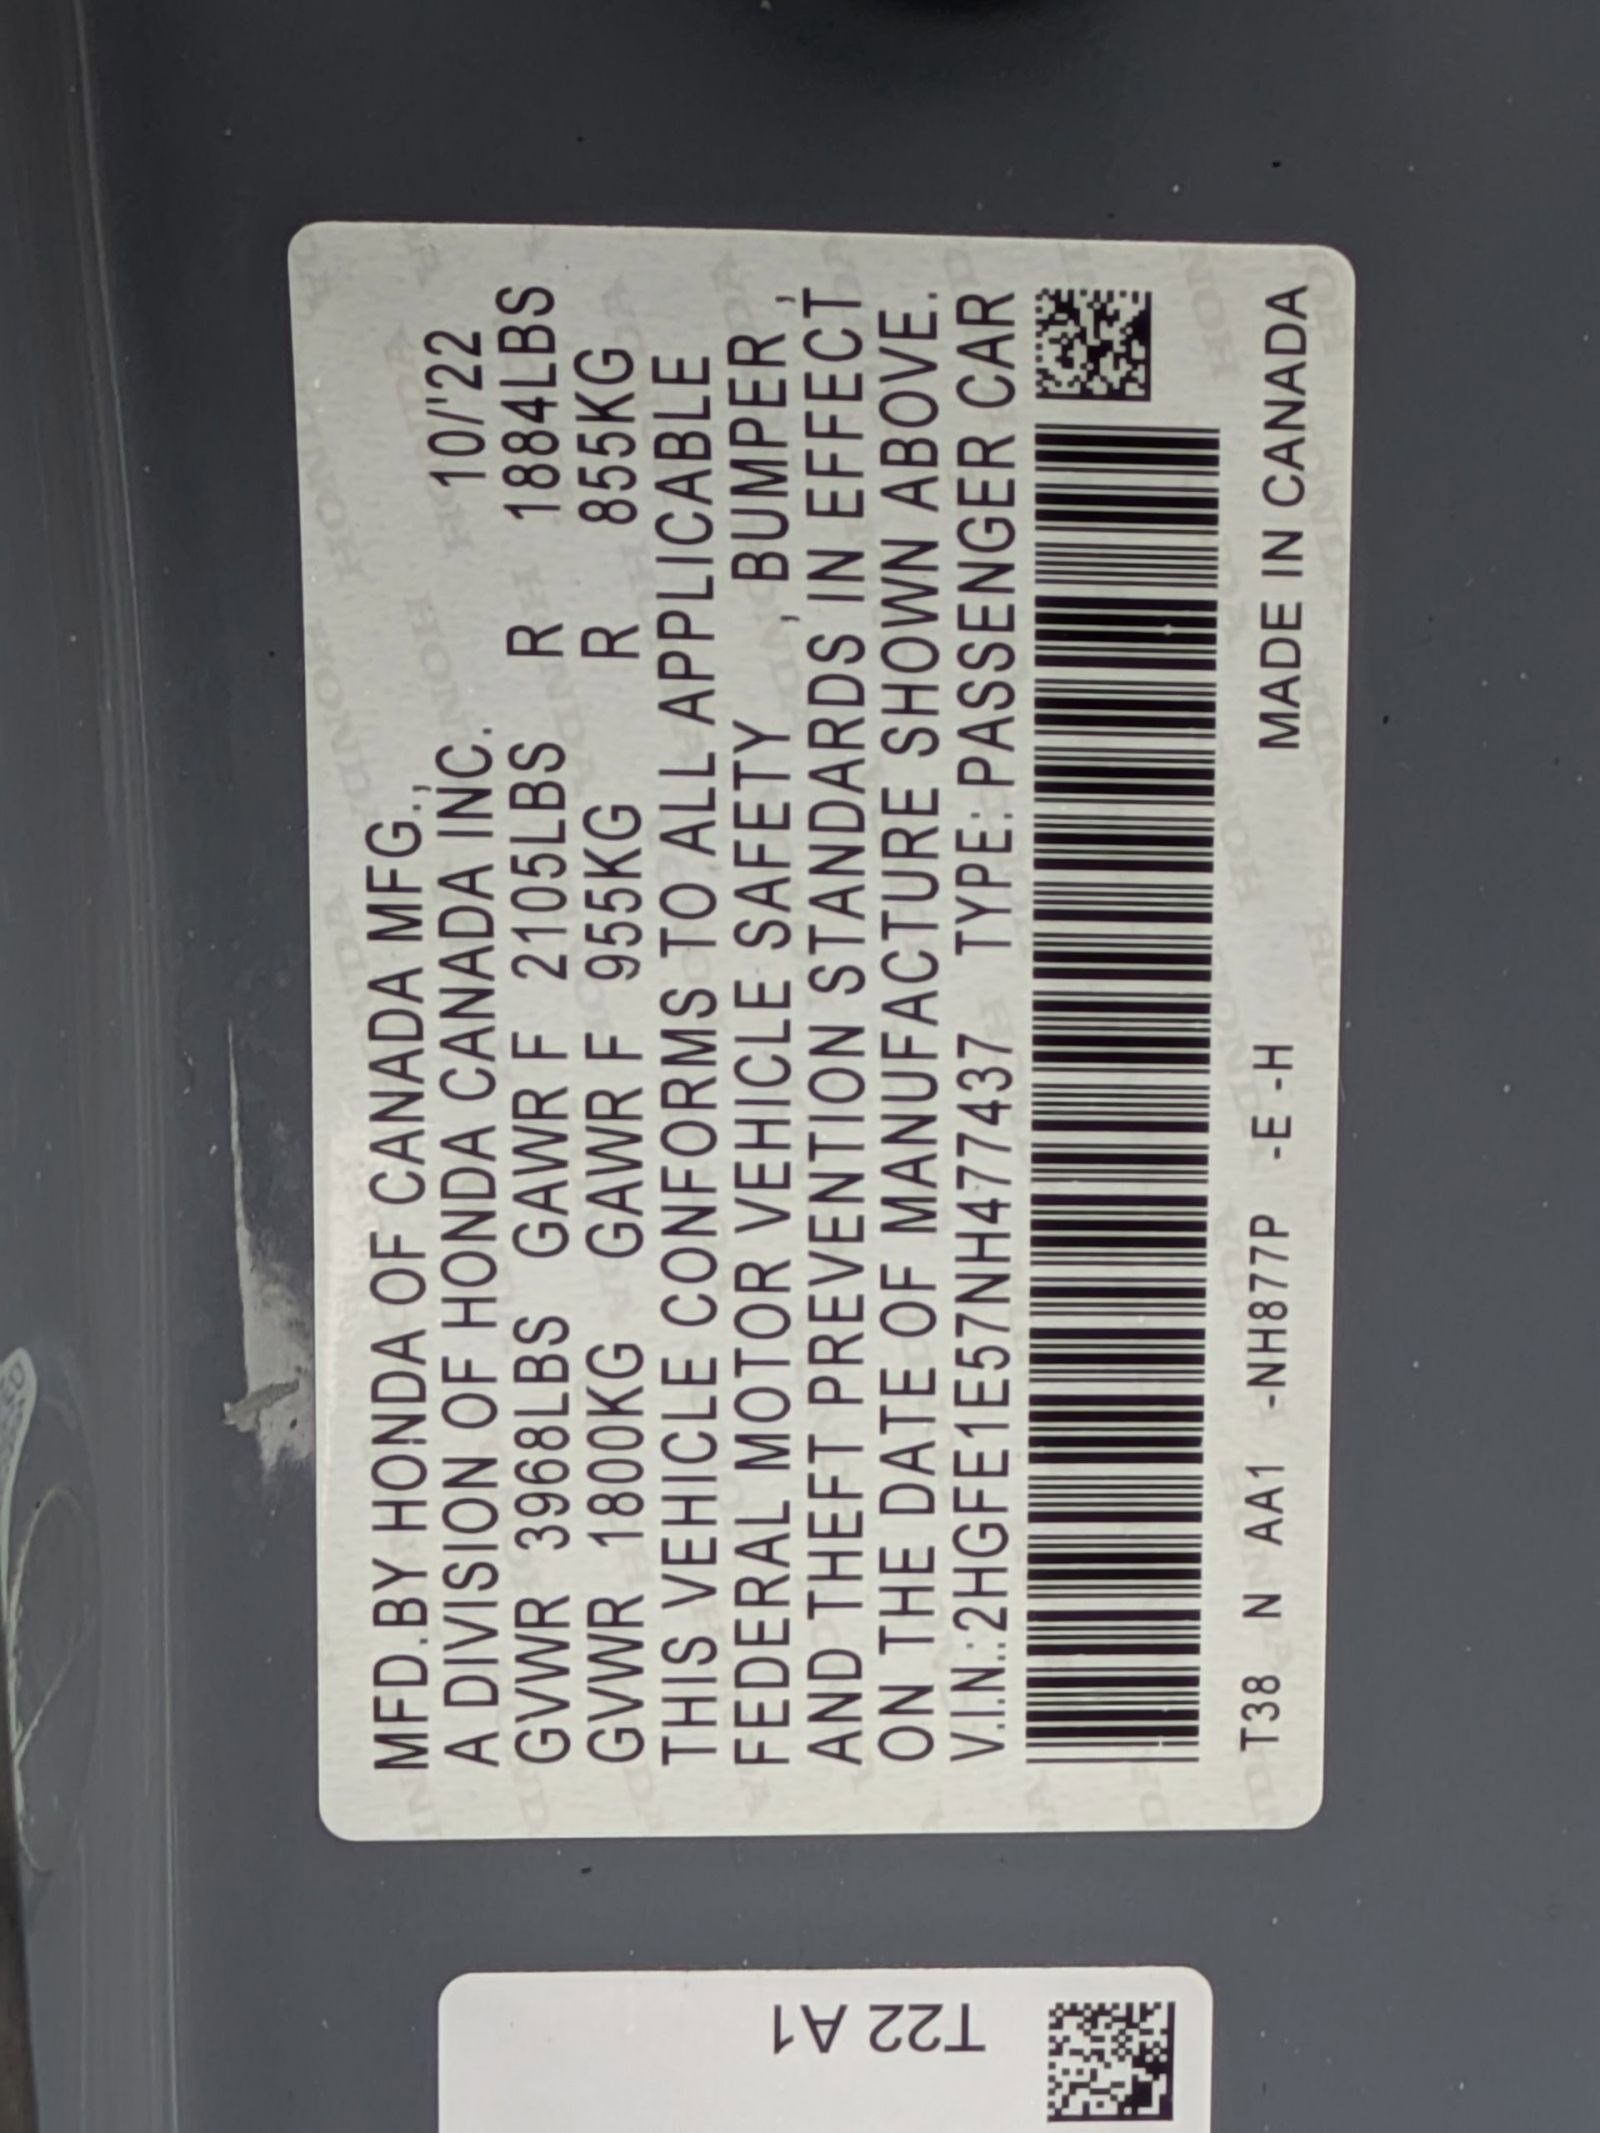 MFD.BY HONDA OF CANADA MFG.,
A DIVISION OF HONDA CANADA INC. 10/'22
GVWR 3968LBS GAWR F 2105LBS R 1884LBS
GVWR 1800KG GAWR F 955KG R 855KG
THIS VEHICLE CONFORMS TO ALL APPLICABLE
FEDERAL MOTOR VEHICLE SAFETY , BUMPER ,
AND THEFT PREVENTION STANDARDS IN EFFECT
ON THE DATE OF MANUFACTURE SHOWN ABOVE.
V.I.N.:2HGFE1E57NH477437 TYPE:PASSENGER CAR
T38 N AA1 -NH877P -E -H MADE IN CANADA
T22 A1